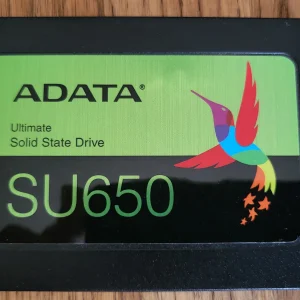 ADATA®
Ultimate
Solid State Drive
SU650